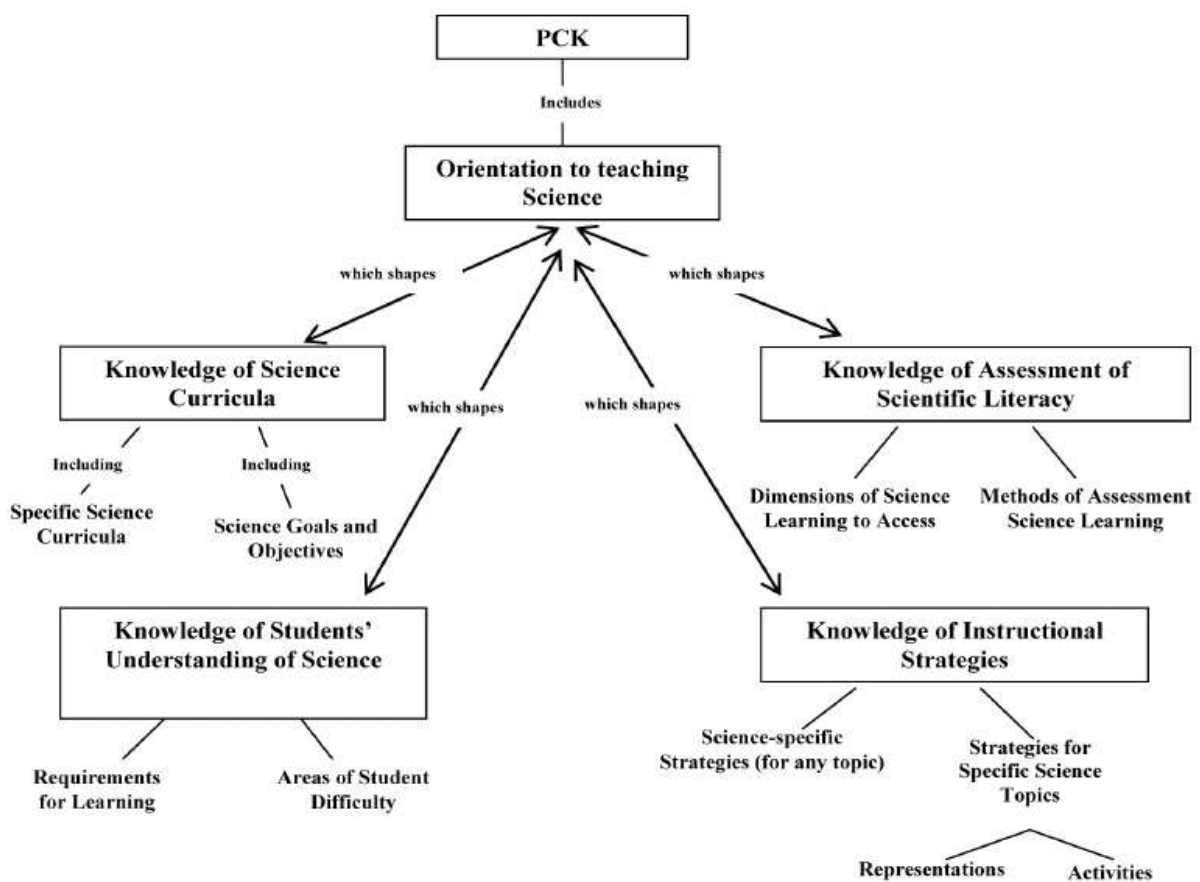 PCK
Includes
Orientation to teaching
Science
which shapes
which shapes
Knowledge of Science
Curricula
Knowledge of Assessment of
Scientific Literacy
which shapes
which shapes
Including
Including
Specific Science
Curricula
Science Goals and
Objectives
Dimensions of Science
Learning to Access
Methods of Assessment
Science Learning
Knowledge of Students’
Understanding of Science
Knowledge of Instructional
Strategies
Requirements
for Learning
Areas of Student
Difficulty
Science-specific
Strategies (for any topic)
Strategies for
Specific Science
Topics
Representations
Activities